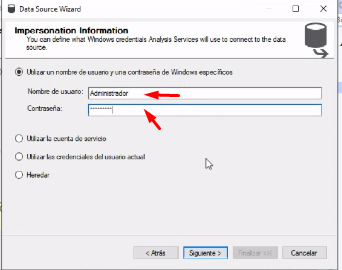 Data Source Wizard
Impersonation Information
You can define what Windows credentials Analysis Services will use to connect to the data
source.
Utilizar un nombre de usuario y una contraseña de Windows específicos
Nombre de usuario: Administrador
Contraseña: *********
Utilizar la cuenta de servicio
Utilizar las credenciales del usuario actual
Heredar
< Atrás Siguiente > Finalizar >>| Cancelar